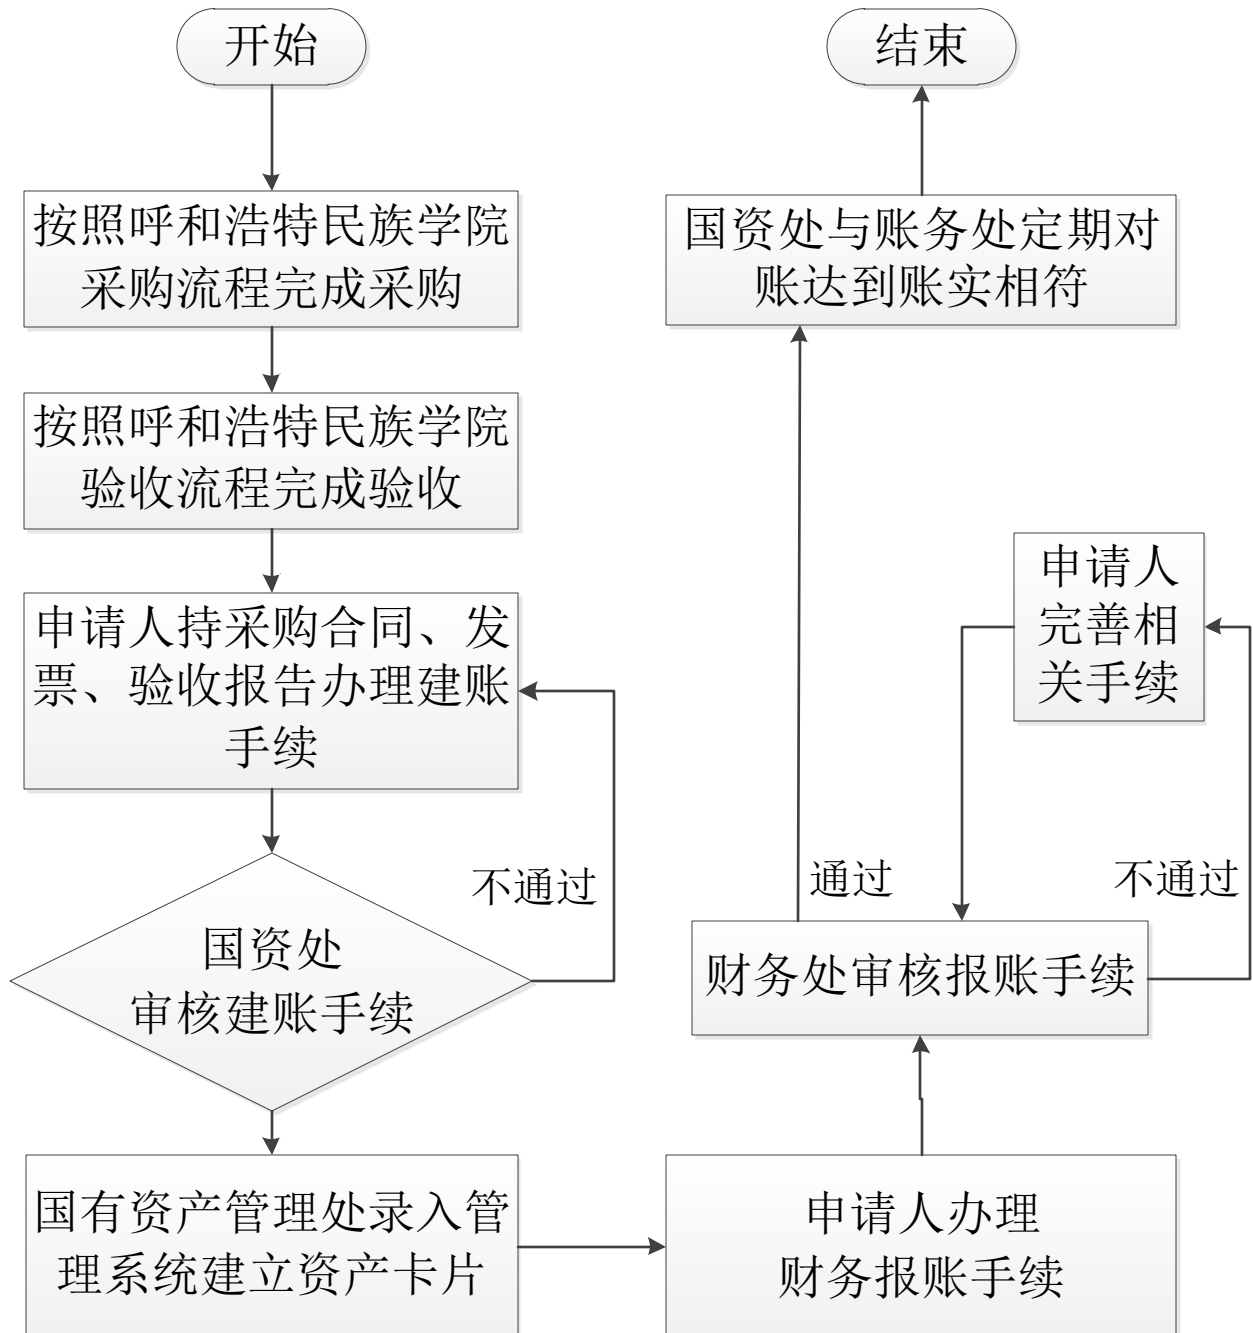 开始
按照呼和浩特民族学院
采购流程完成采购
按照呼和浩特民族学院
验收流程完成验收
申请人持采购合同、发
票、验收报告办理建账
手续
不通过
国资处
审核建账手续
国有资产管理处录入管
理系统建立资产卡片
申请人办理
财务报账手续
财务处审核报账手续
不通过
申请人
完善相
关手续
通过
国资处与账务处定期对
账达到账实相符
结束